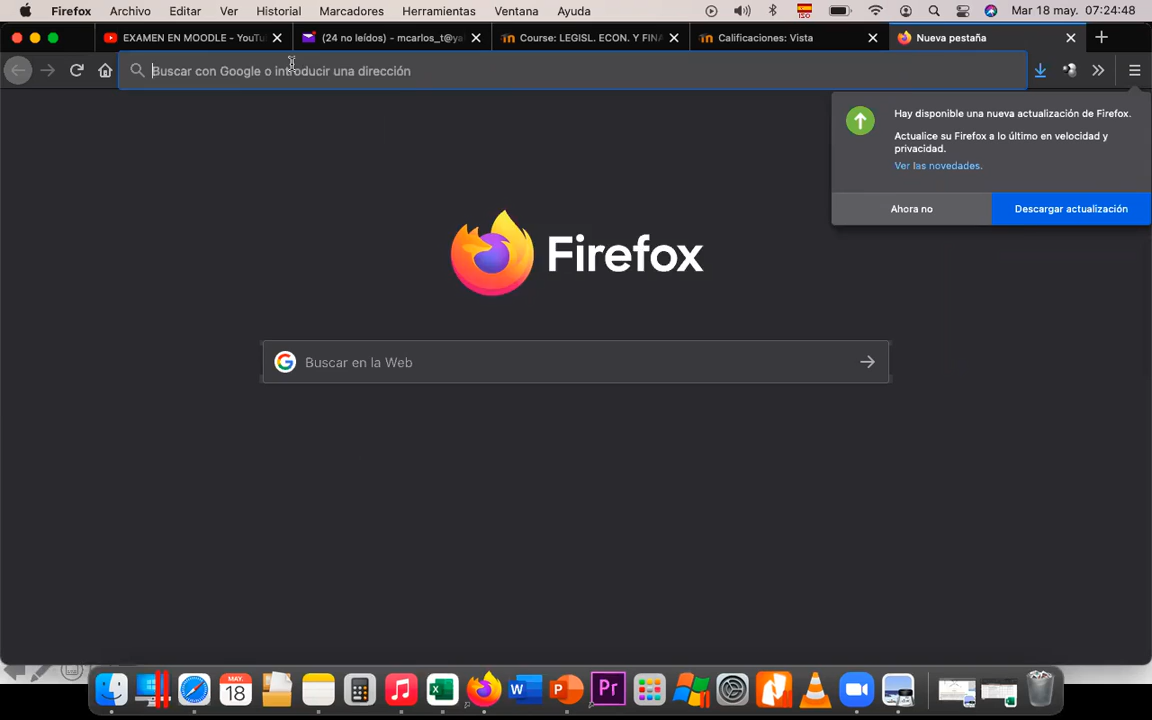 Firefox Archivo Editar Ver Historial Marcadores Herramientas Ventana Ayuda ISO Mar 18 may. 07:24:48
EXAMEN EN MOODLE - YouTu (24 no leídos) - mcarlos_t@ya Course: LEGISL. ECON. Y FINA Calificaciones: Vista Nueva pestaña
Buscar con Google o introducir una dirección
Hay disponible una nueva actualización de Firefox.
Actualice su Firefox a lo último en velocidad y
privacidad.
Ver las novedades.
Ahora no Descargar actualización
Firefox
Buscar en la Web
MAY.
18
W
P
Pr